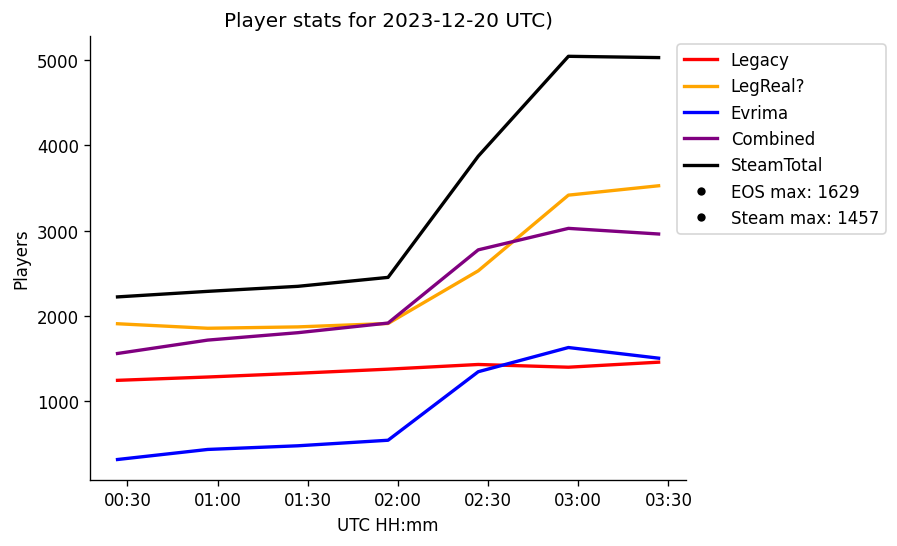 Player stats for 2023-12-20 UTC)
Players
5000
4000
3000
2000
1000
00:30 01:00 01:30 02:00 02:30 03:00 03:30
UTC HH:mm
Legacy
LegReal?
Evrima
Combined
SteamTotal
EOS max: 1629
Steam max: 1457